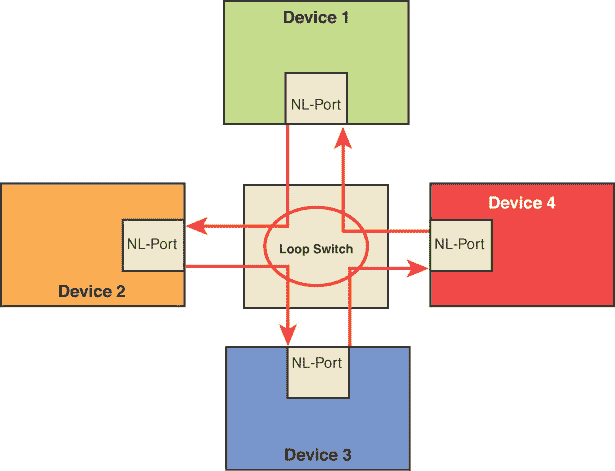 Device 1
NL-Port
NL-Port
Device 2
Loop Switch
Device 4
NL-Port
NL-Port
Device 3